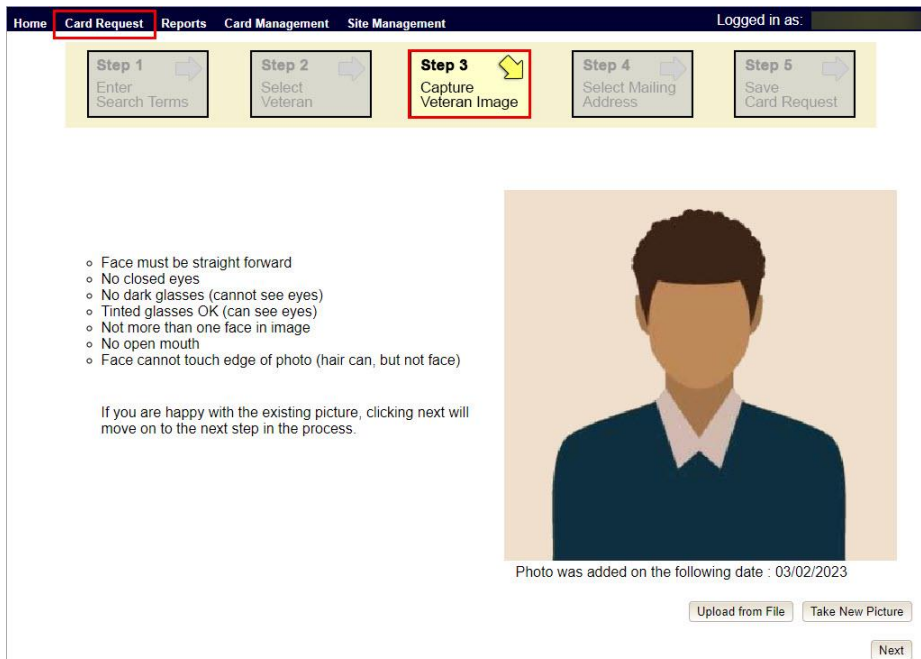 Home Card Request Reports Card Management Site Management Logged in as:
Step 1
Enter
Search Terms
Step 2
Select
Veteran
Step 3
Capture
Veteran Image
Step 4
Select Mailing
Address
Step 5
Save
Card Request
Face must be straight forward
No closed eyes
No dark glasses (cannot see eyes)
Tinted glasses OK (can see eyes)
Not more than one face in image
No open mouth
Face cannot touch edge of photo (hair can, but not face)
If you are happy with the existing picture, clicking next will
move on to the next step in the process.
Photo was added on the following date : 03/02/2023
Upload from File Take New Picture
Next